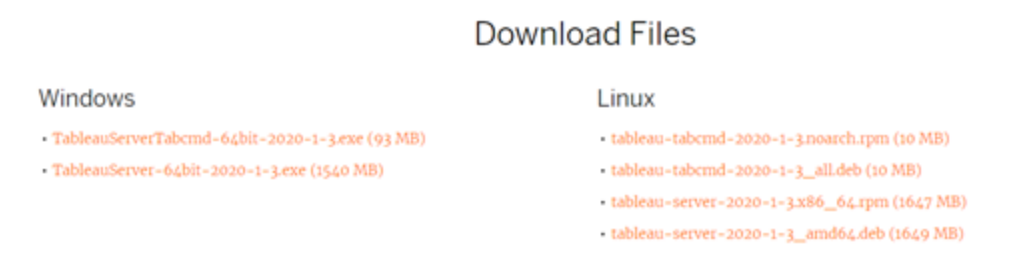 Download Files
Windows
• TableauServerTabcmd-64bit-2020-1-3.exe (93 MB)
• TableauServer-64bit-2020-1-3.exe (1540 MB)
Linux
• tableau-tabcmd-2020-1-3.noarch.rpm (10 MB)
• tableau-tabcmd-2020-1-3_all.deb (10 MB)
• tableau-server-2020-1-3.x86_64.rpm (1647 MB)
• tableau-server-2020-1-3_amd64.deb (1649 MB)